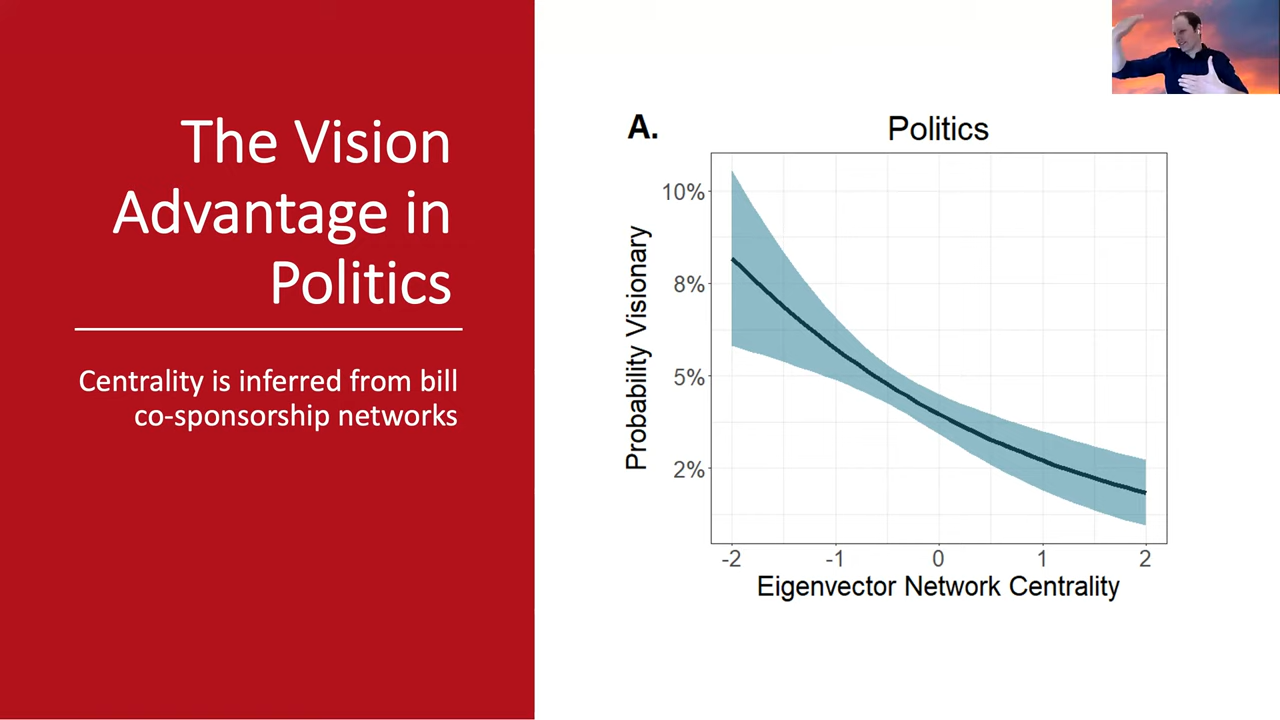 The Vision
Advantage in
Politics
Centrality is inferred from bill
co-sponsorship networks
A.
Politics
Probability Visionary
10%
8%
5%
2%
-2
-1
0
1
2
Eigenvector Network Centrality